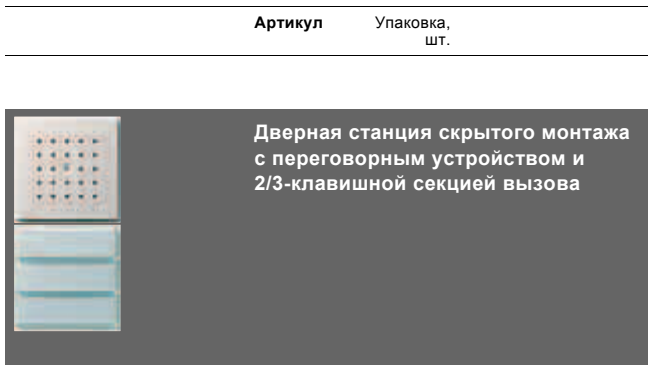 Артикул Упаковка,
шт.
Дверная станция скрытого монтажа
с переговорным устройством и
2/3-клавишной секцией вызова